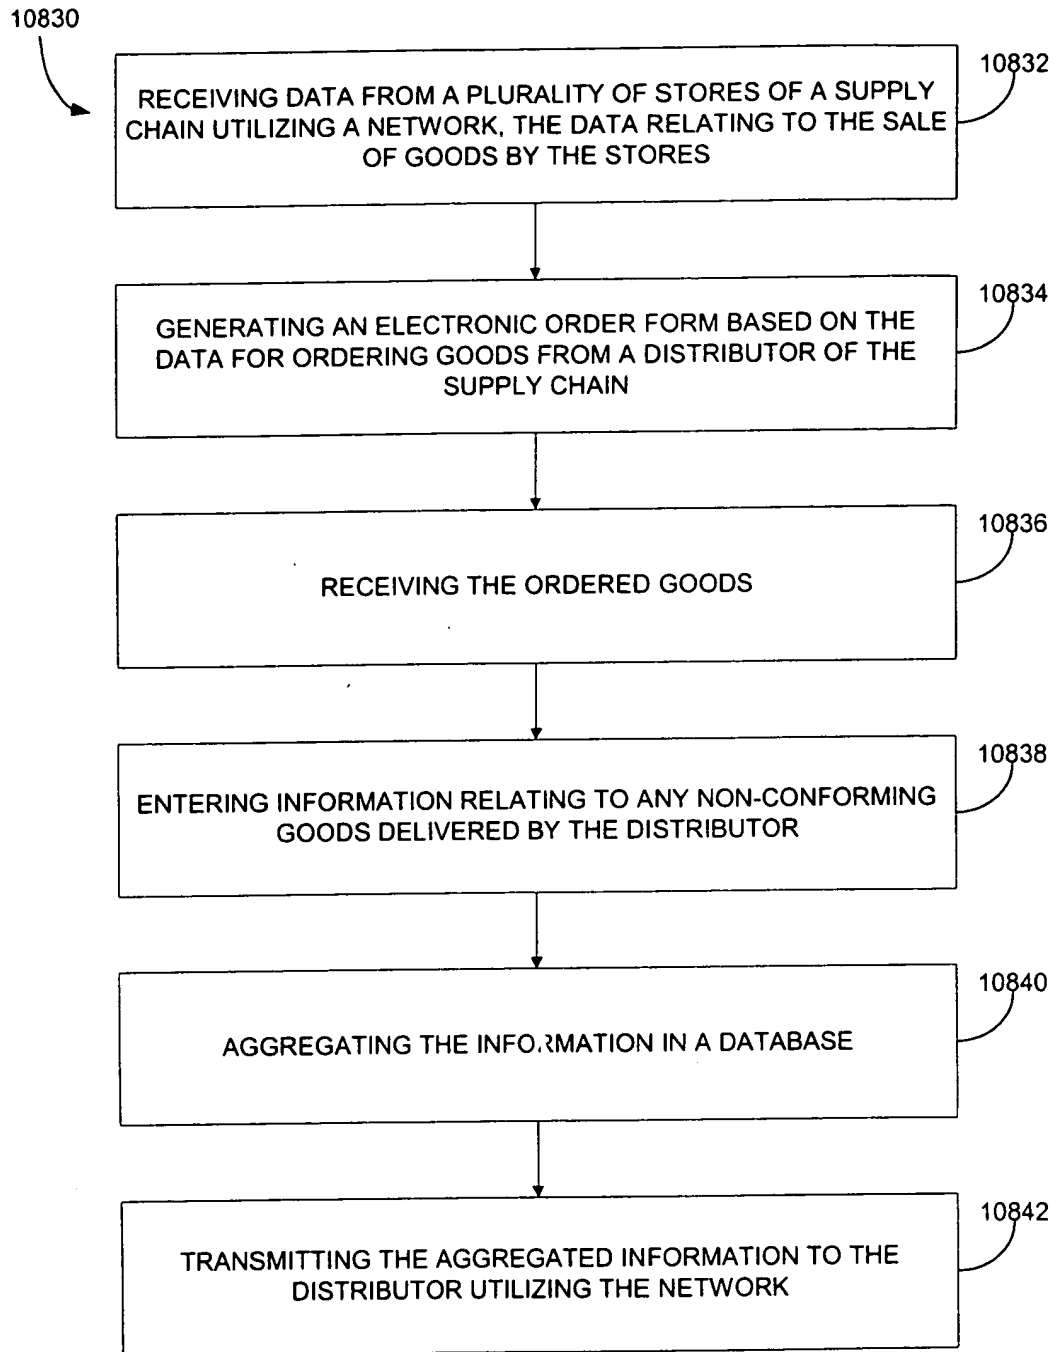 10830
10832
RECEIVING DATA FROM A PLURALITY OF STORES OF A SUPPLY
CHAIN UTILIZING A NETWORK, THE DATA RELATING TO THE SALE
OF GOODS BY THE STORES
10834
GENERATING AN ELECTRONIC ORDER FORM BASED ON THE
DATA FOR ORDERING GOODS FROM A DISTRIBUTOR OF THE
SUPPLY CHAIN
10836
RECEIVING THE ORDERED GOODS
10838
ENTERING INFORMATION RELATING TO ANY NON-CONFORMING
GOODS DELIVERED BY THE DISTRIBUTOR
10840
AGGREGATING THE INFORMATION IN A DATABASE
10842
TRANSMITTING THE AGGREGATED INFORMATION TO THE
DISTRIBUTOR UTILIZING THE NETWORK